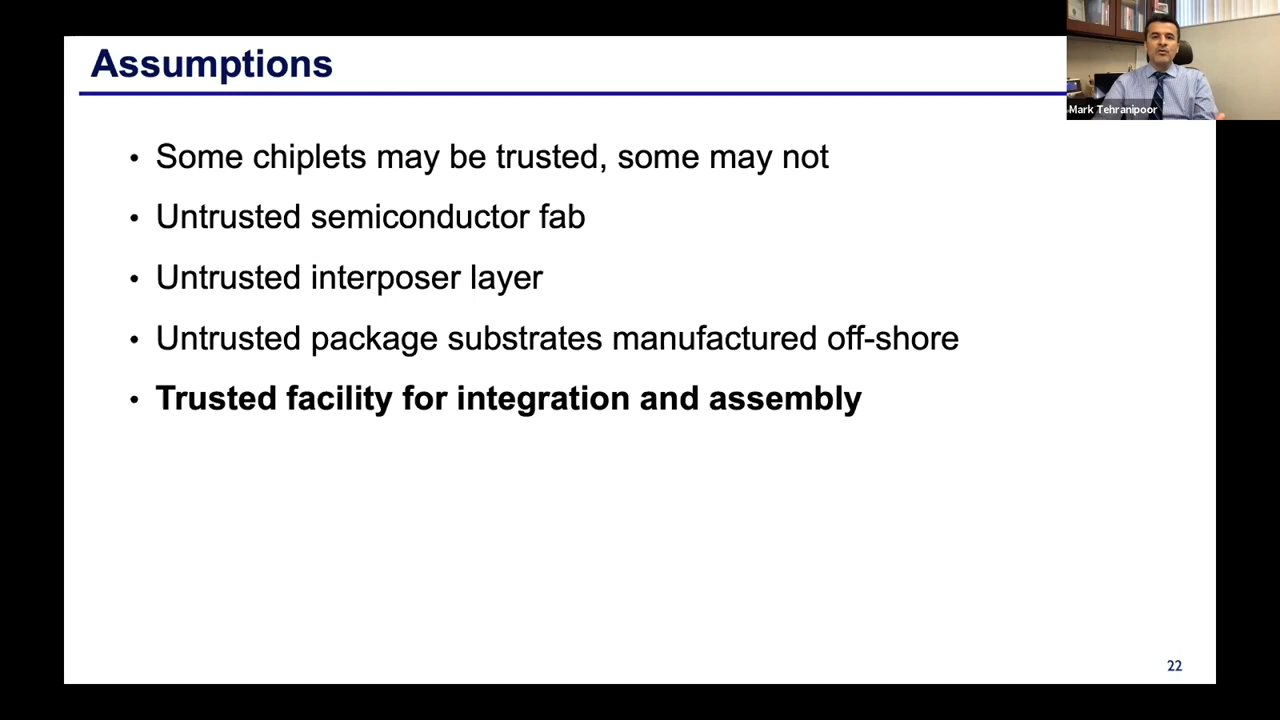 Assumptions
Mark Tehranipoor
• Some chiplets may be trusted, some may not
• Untrusted semiconductor fab
• Untrusted interposer layer
• Untrusted package substrates manufactured off-shore
• Trusted facility for integration and assembly
22